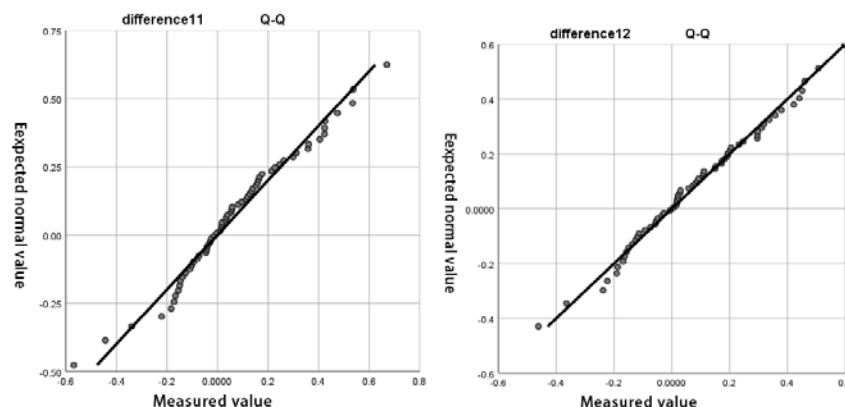 difference11 Q-Q
0.75
0.50
0.25
0.00
-0.25
-0.50
Eexpected normal value
-0.6 -0.4 -0.2 0.0000 0.2 0.4 0.6 0.8
Measured value
difference12 Q-Q
0.6
0.4
0.2
0.0000
-0.2
-0.4
-0.6
Eexpected normal value
-0.6 -0.4 -0.2 0.0000 0.2 0.4 0.6
Measured value